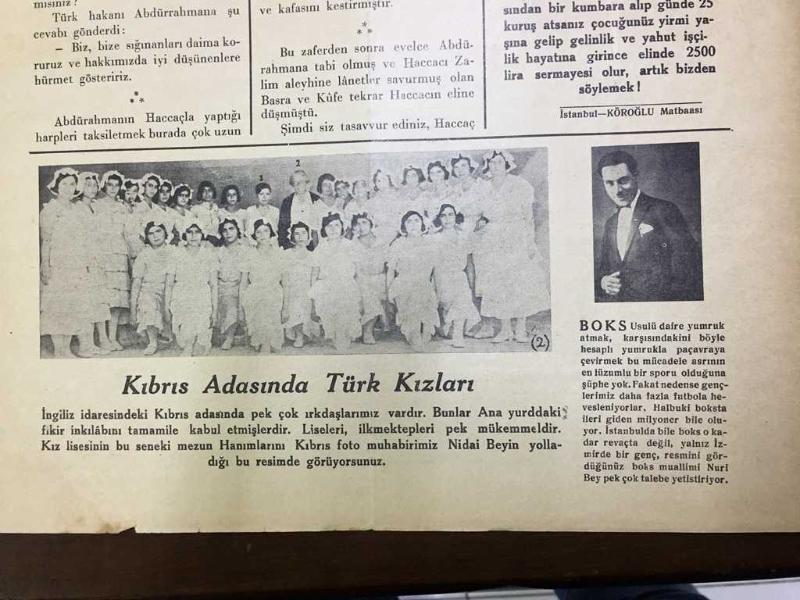 mısınız?
Türk hakanı Abdürrahmana şu
cevabı gönderdi :
— Biz, bize sığınanları daima ko-
ruruz ve hakkımızda iyi düşünenlere
hürmet gösteririz.
Abdürahmanın Haccaçla yaptığı
harpleri taksiletmek burada çok uzun
ve kafasını kestirmiştir.
Bu zaferden sonra evelce Abdü-
rahmana tabi olmuş ve Haccacı Za-
lim aleyhine lânetler savurmuş olan
Basra ve Kûfe tekrar Haccacın eline
düşmüştü.
Şimdi siz tasavvur ediniz, Haccaç
sından bir kumbara alıp günde 25
kuruş atsanız çocuğunüz yirmi ya-
şına gelip gelinlik ve yahut işçi-
lik hayatına girince elinde 2500
lira sermayesi olur, artık bizden
söylemek !
İstanbul—KÖROĞLU Matbaası
1
2
(2)
Kıbrıs Adasında Türk Kızları
İngiliz idaresindeki Kıbrıs adasında pek çok ırkdaşlarımız vardır. Bunlar Ana yurddaki
fikir inkılâbını tamamile kabul etmişlerdir. Liseleri, ilkmektepleri pek mükemmeldir.
Kız lisesinin bu seneki mezun Hanımlarını Kıbrıs foto muhabirimiz Nidai Beyin yolla-
dığı bu resimde görüyorsunuz.
BOKS Usulü daire yumruk
atmak, karşısındakini böyle
hesaplı yumrukla paçavraya
çevirmek bu mücadele asrının
en lüzumlu bir sporu olduğuna
şüphe yok. Fakat nedense genç-
lerimiz daha fazla futbola he-
vesleniyorlar. Halbuki boksta
ileri giden milyoner bile olu-
yor. İstanbulda bile boks o ka-
dar revaçta değil, yalnız İz-
mirde bir genç, resmini gör-
düğünüz boks muallimi Nuri
Bey pek çok talebe yetistiriyor.